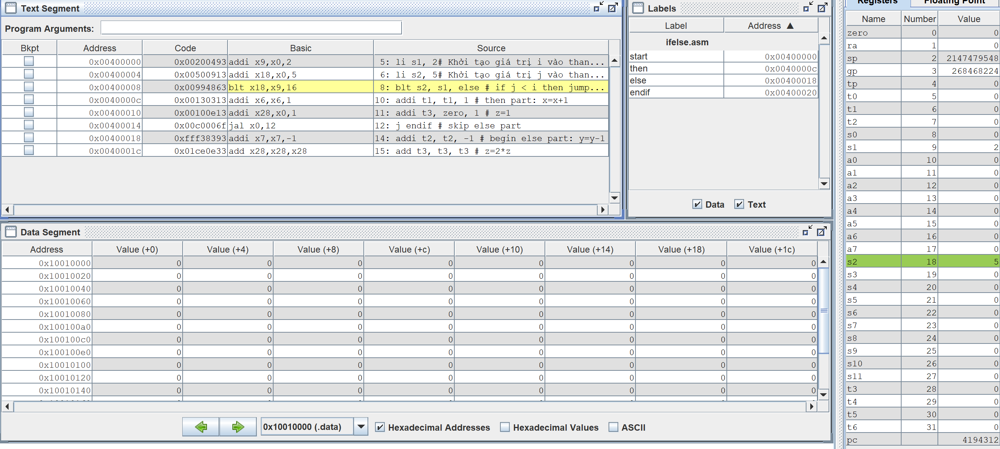 Text Segment
Program Arguments:
Bkpt Address Code Basic Source
0x00400000 0x00200493 addi x9,x0,2 5: li s1, 2# Khởi tạo giá trị i vào than...
0x00400004 0x00500913 addi x18,x0,5 6: li s2, 5# Khởi tạo giá trị j vào than...
0x00400008 0x00994863 blt x18,x9,16 8: blt s2, s1, else # if j < i then jump...
0x0040000c 0x00130313 addi x6,x6,1 10: addi t1, t1, 1 # then part: x=x+1
0x00400010 0x00100e13 addi x28,x0,1 11: addi t3, zero, 1 # z=1
0x00400014 0x00c0006f jal x0,12 12: j endif # skip else part
0x00400018 0xfff38393 addi x7,x7,-1 14: addi t2, t2, -1 # begin else part: y=y-1
0x0040001c 0x01ce0e33 add x28,x28,x28 15: add t3, t3, t3 # z=2*z
Labels
Label Address ▲
ifelse.asm
start 0x00400000
then 0x0040000c
else 0x00400018
endif 0x00400020
Data Text
Data Segment
Address Value (+0) Value (+4) Value (+8) Value (+c) Value (+10) Value (+14) Value (+18) Value (+1c)
0x10010000 0 0 0 0 0 0 0 0
0x10010020 0 0 0 0 0 0 0 0
0x10010040 0 0 0 0 0 0 0 0
0x10010060 0 0 0 0 0 0 0 0
0x10010080 0 0 0 0 0 0 0 0
0x100100a0 0 0 0 0 0 0 0 0
0x100100c0 0 0 0 0 0 0 0 0
0x100100e0 0 0 0 0 0 0 0 0
0x10010100 0 0 0 0 0 0 0 0
0x10010120 0 0 0 0 0 0 0 0
0x10010140 0 0 0 0 0 0 0 0
0x10010000 (.data) Hexadecimal Addresses Hexadecimal Values ASCII
Registers Floating Point
Name Number Value
zero 0 0
ra 1 0
sp 2 2147479548
gp 3 268468224
tp 4 0
t0 5 0
t1 6 0
t2 7 0
s0 8 0
s1 9 2
a0 10 0
a1 11 0
a2 12 0
a3 13 0
a4 14 0
a5 15 0
a6 16 0
a7 17 0
s2 18 5
s3 19 0
s4 20 0
s5 21 0
s6 22 0
s7 23 0
s8 24 0
s9 25 0
s10 26 0
s11 27 0
t3 28 0
t4 29 0
t5 30 0
t6 31 0
pc 4194312